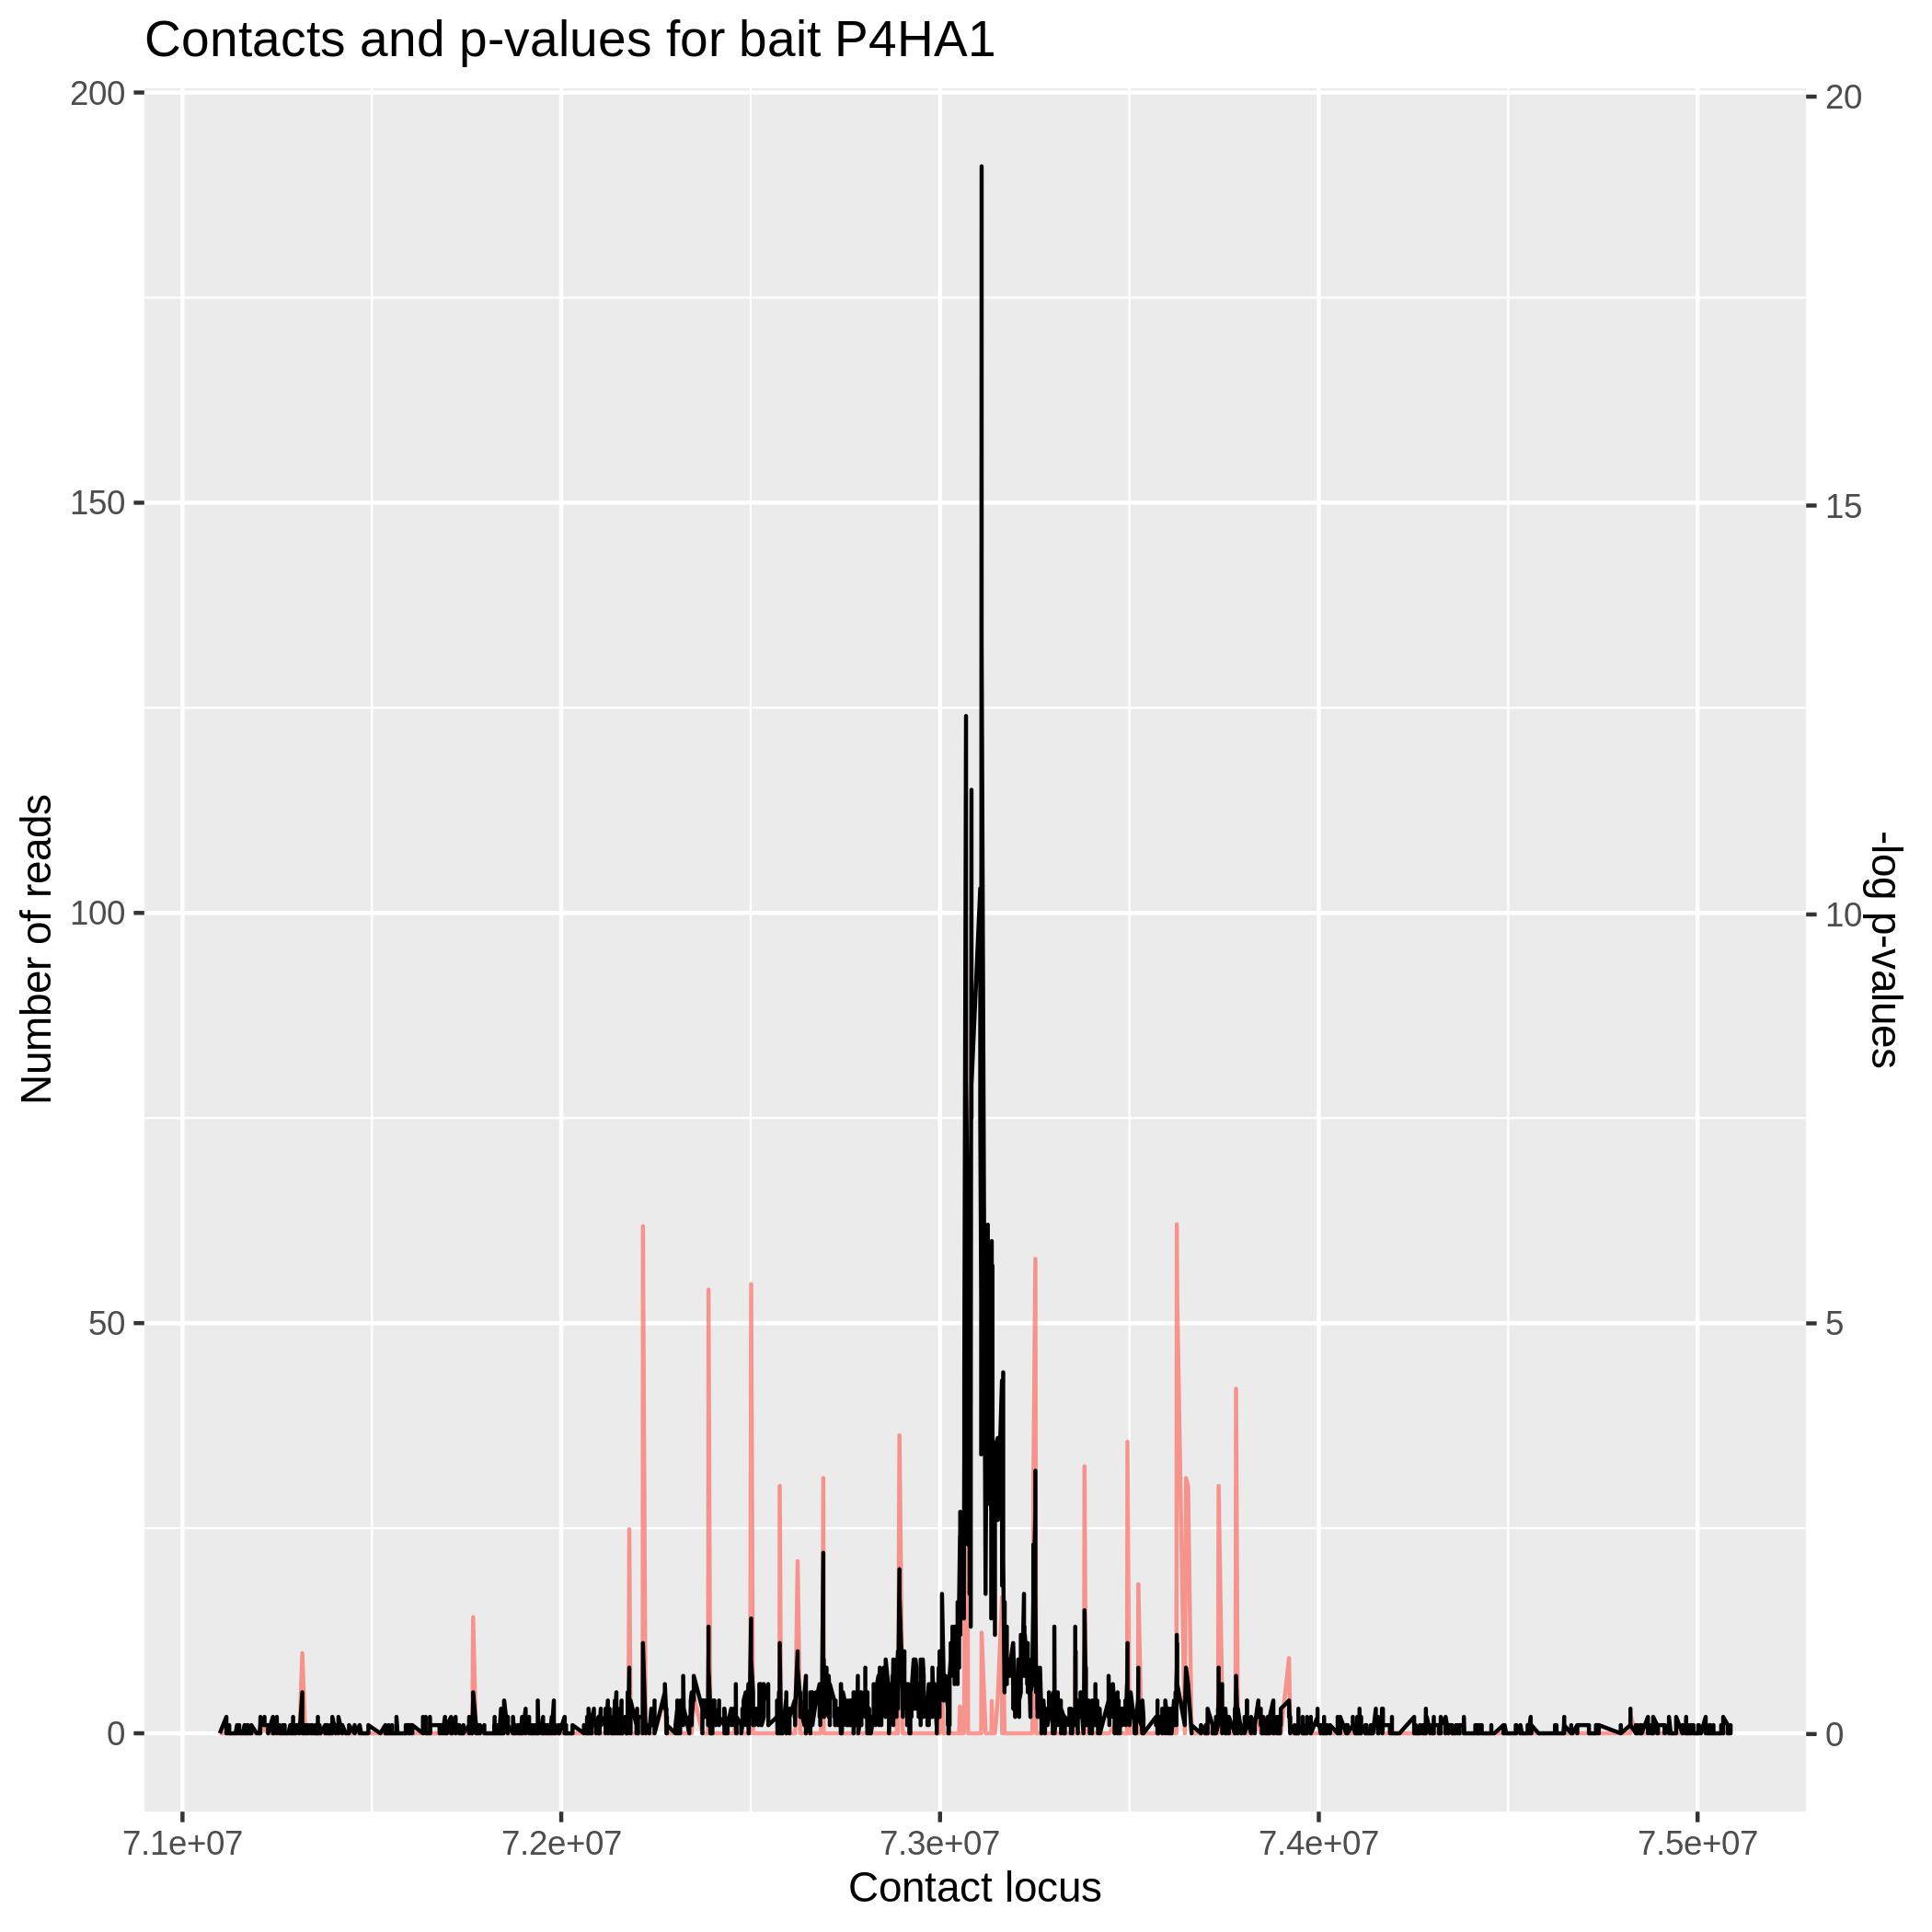 Contacts and p-values for bait P4HA1
200
150
100
50
0
Number of reads
20
15
10
5
0
-log p-values
7.1e+07
7.2e+07
7.3e+07
7.4e+07
7.5e+07
Contact locus